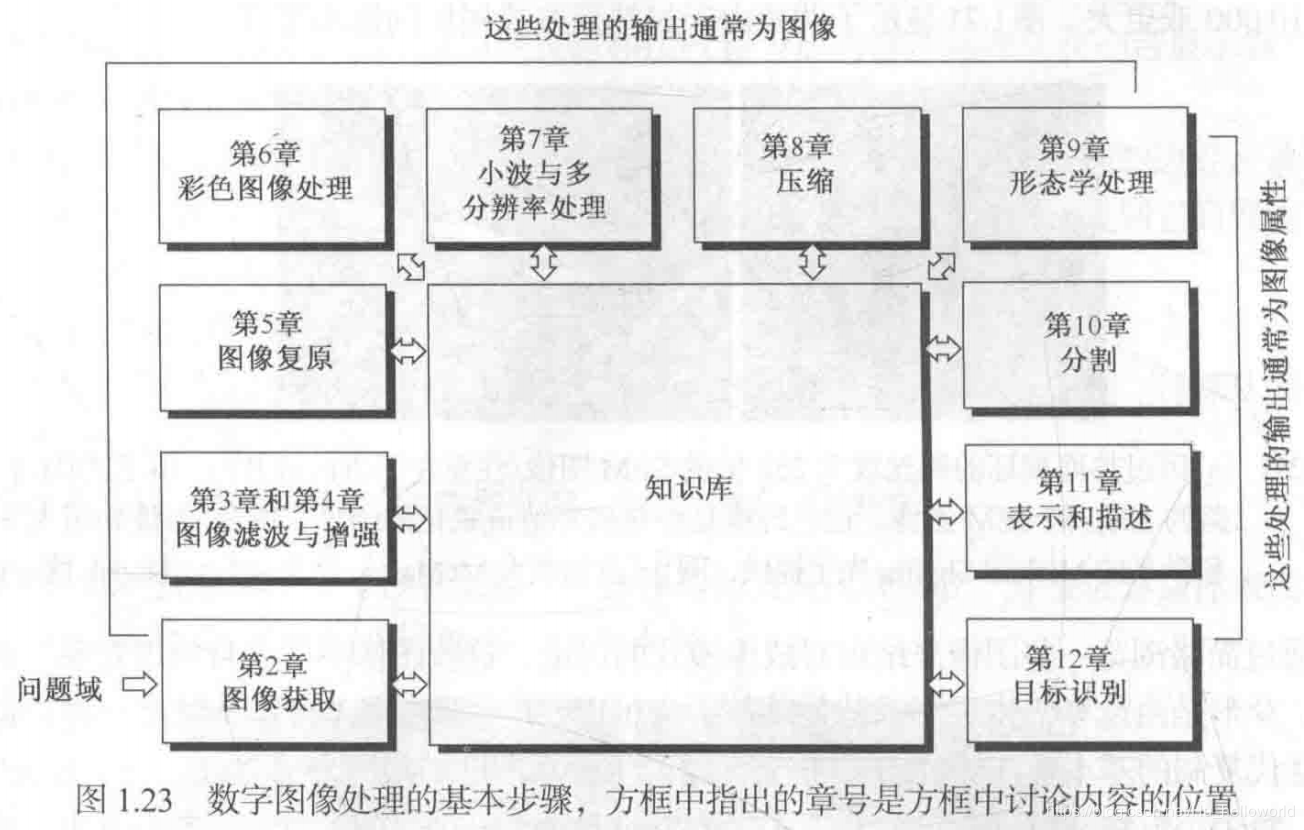 这些处理的输出通常为图像
第6章
彩色图像处理
第7章
小波与多
分辨率处理
第8章
压缩
第9章
形态学处理
这些处理的输出通常为图像属性
第5章
图像复原
第10章
分割
知识库
第3章和第4章
图像滤波与增强
第11章
表示和描述
问题域
第2章
图像获取
第12章
目标识别
图 1.23 数字图像处理的基本步骤，方框中指出的章号是方框中讨论内容的位置